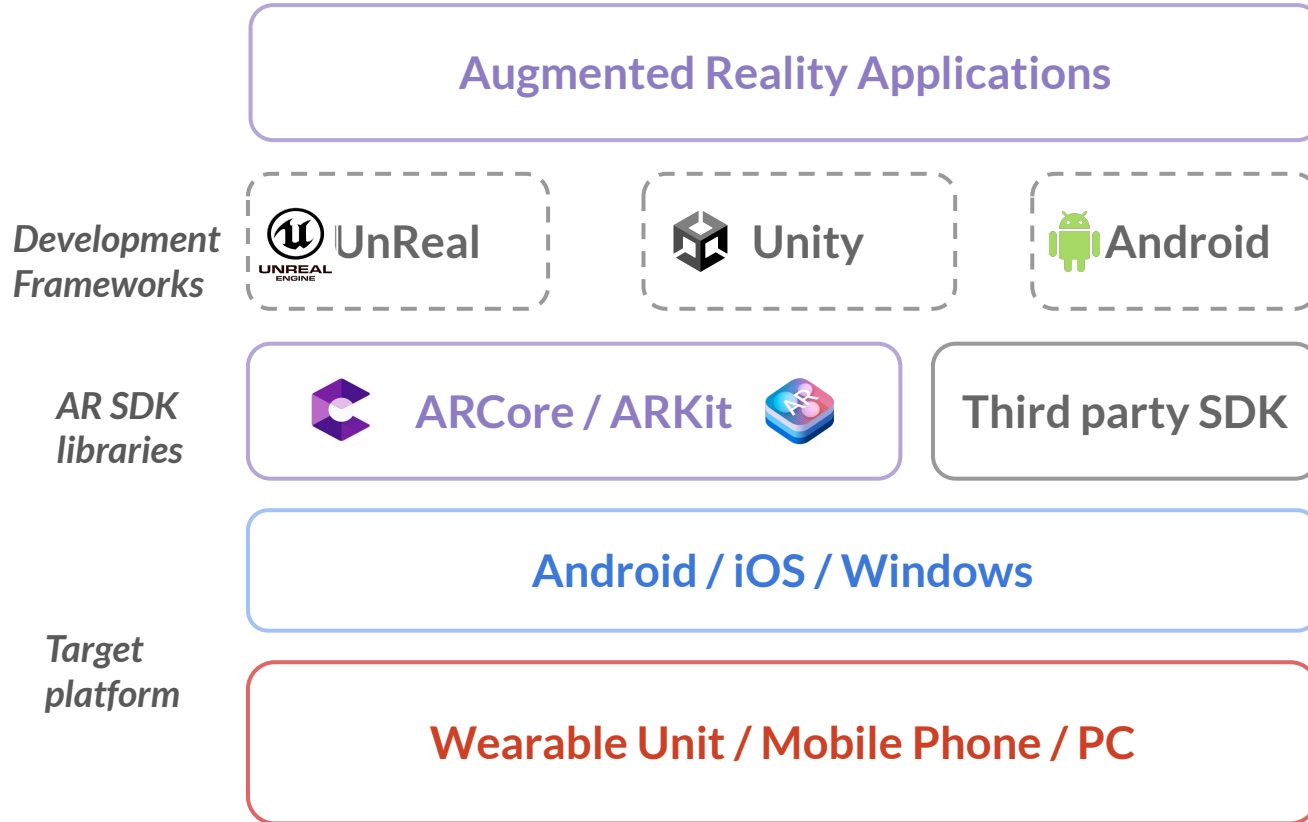 Augmented Reality Applications
Development
Frameworks
UNREAL
ENGINE
UnReal
Unity
Android
AR SDK
libraries
ARCore / ARKit
AR
Third party SDK
Android / iOS / Windows
Target
platform
Wearable Unit / Mobile Phone / PC